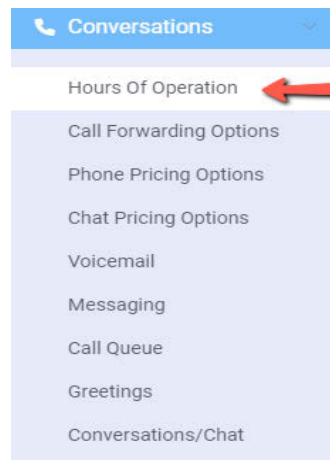 Conversations
Hours Of Operation
Call Forwarding Options
Phone Pricing Options
Chat Pricing Options
Voicemail
Messaging
Call Queue
Greetings
Conversations/Chat